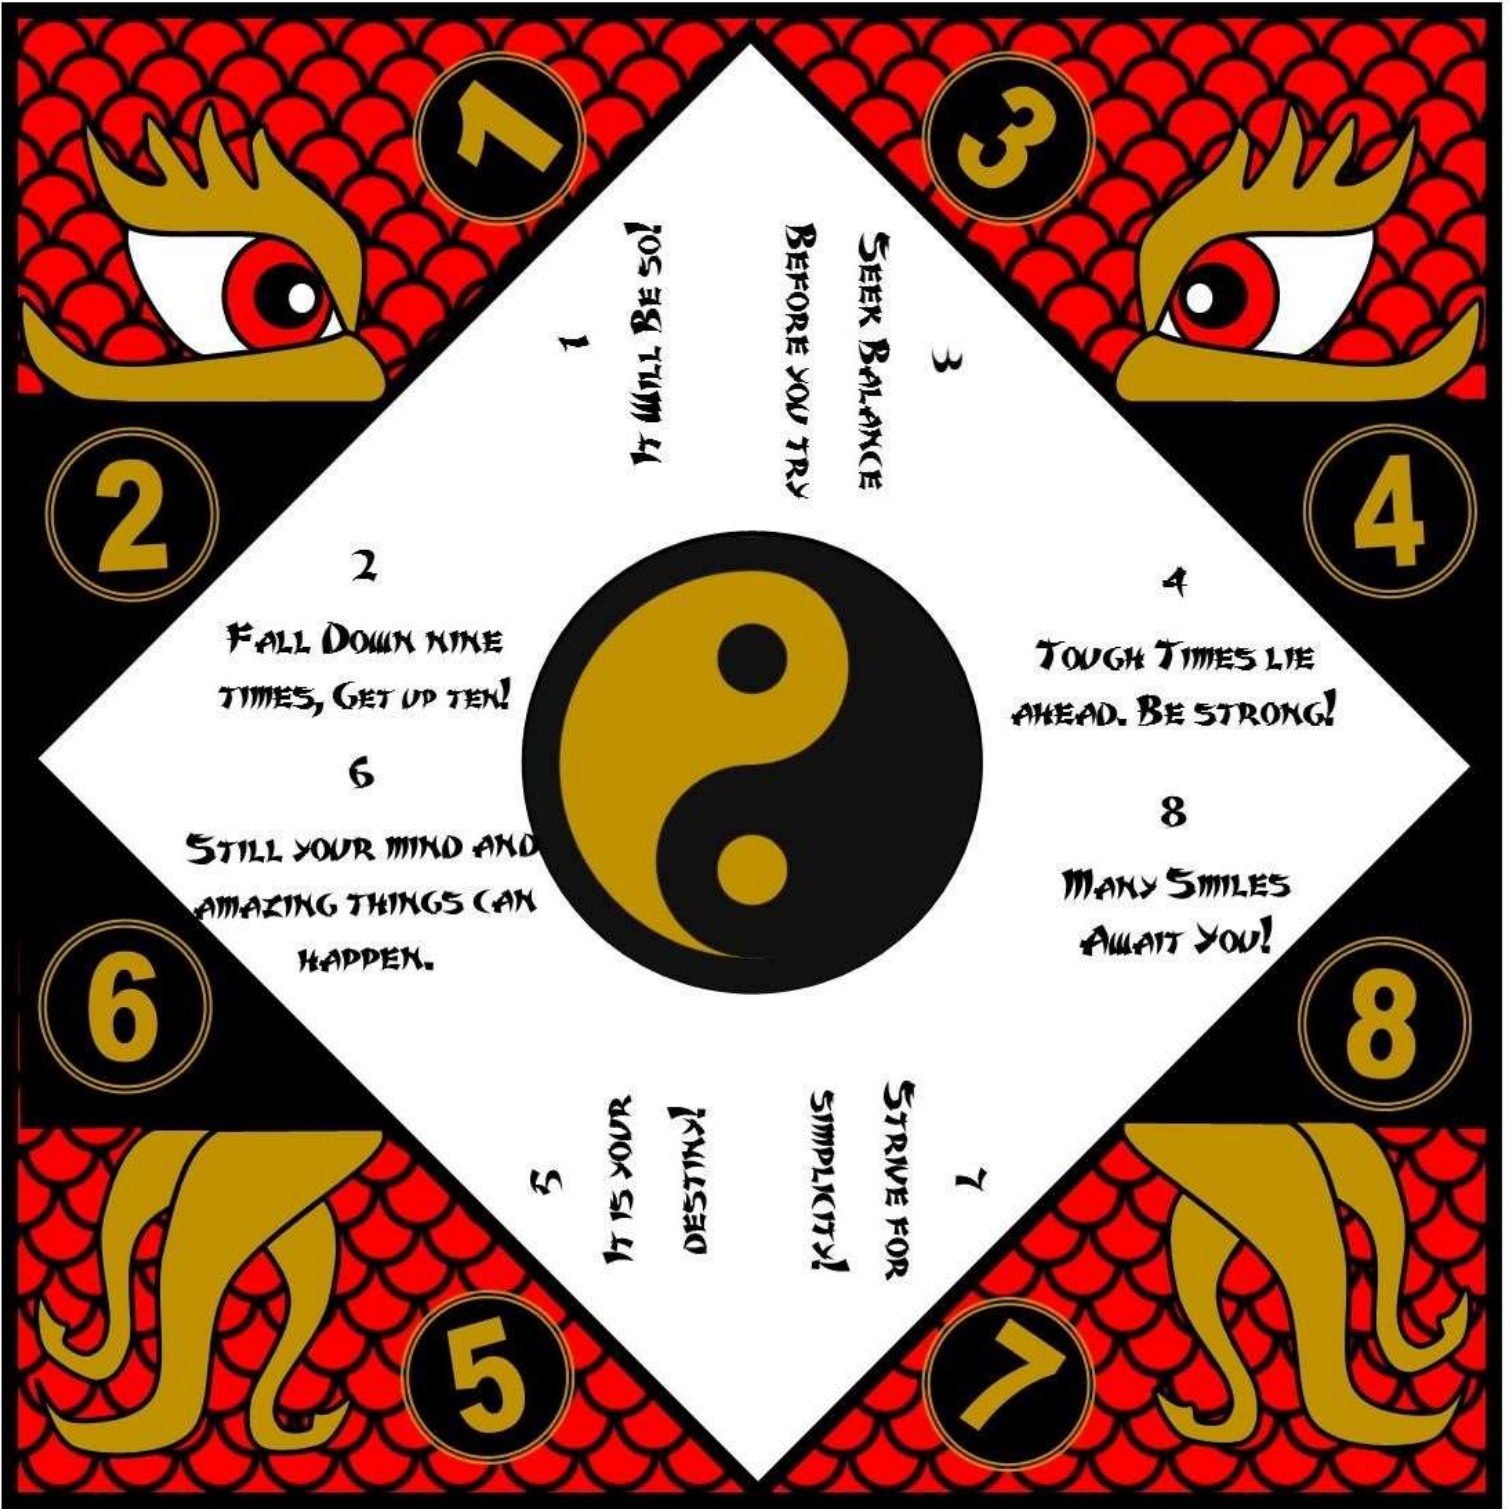 1
3
2
4
6
8
5
7
1
It Will Be so!
3
Seek Balance
Before you try
2
Fall Down nine
times, Get up ten!
4
Tough Times lie
ahead. Be strong!
6
Still your mind and
amazing things can
happen.
8
Many Smiles
Await You!
5
It is your
destiny!
7
Strive for
simplicity!